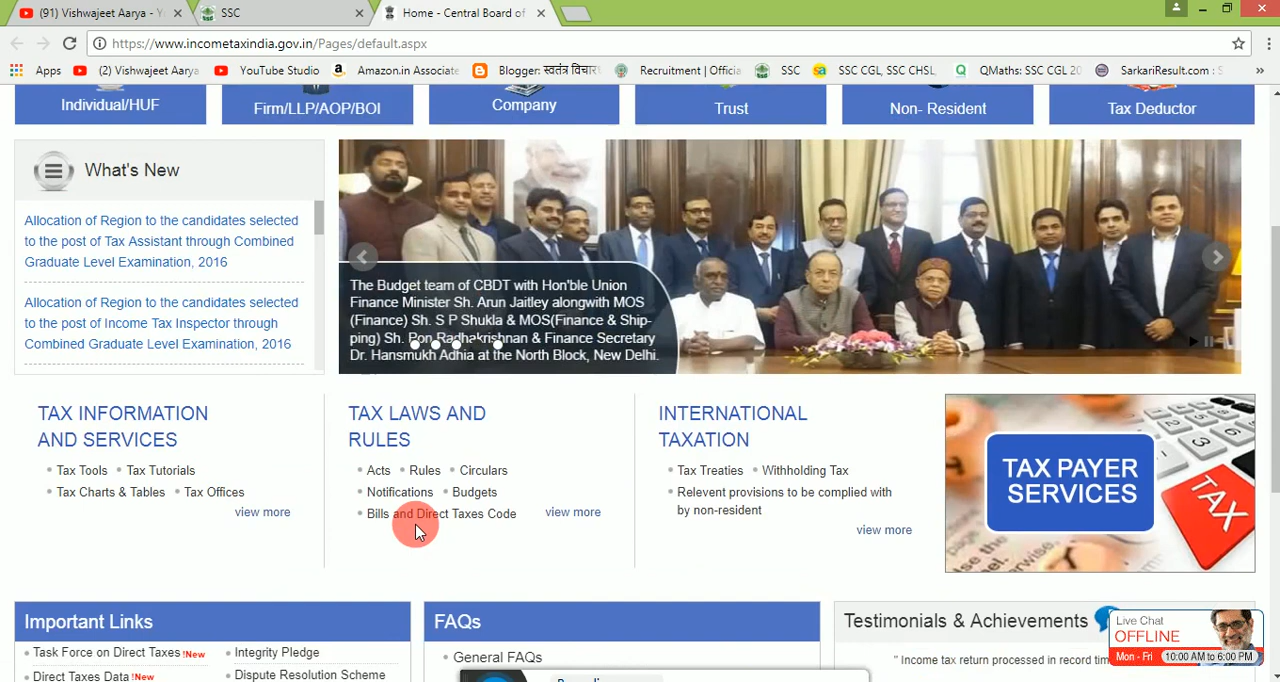 (91) Vishwajeet Aarya - Y
SSC
Home - Central Board of
https://www.incometaxindia.gov.in/Pages/default.aspx
Apps
(2) Vishwajeet Aarya
YouTube Studio
Amazon.in Associate
Blogger: स्वतंत्र विचार
Recruitment | Officia
SSC
SSC CGL, SSC CHSL,
QMaths: SSC CGL 20
SarkariResult.com : S
»
Individual/HUF
Firm/LLP/AOP/BOI
Company
Trust
Non- Resident
Tax Deductor
What's New
Allocation of Region to the candidates selected
to the post of Tax Assistant through Combined
Graduate Level Examination, 2016
Allocation of Region to the candidates selected
to the post of Income Tax Inspector through
Combined Graduate Level Examination, 2016
The Budget team of CBDT with Hon'ble Union
Finance Minister Sh. Arun Jaitley alongwith MOS
(Finance) Sh. S P Shukla & MOS(Finance & Ship-
ping) Sh. Pon Radhakrishnan & Finance Secretary
Dr. Hansmukh Adhia at the North Block, New Delhi.
TAX INFORMATION
AND SERVICES
Tax Tools
Tax Tutorials
Tax Charts & Tables
Tax Offices
view more
TAX LAWS AND
RULES
Acts
Rules
Circulars
Notifications
Budgets
Bills and Direct Taxes Code
view more
INTERNATIONAL
TAXATION
Tax Treaties
Withholding Tax
Relevent provisions to be complied with
by non-resident
view more
TAX PAYER
SERVICES
TAX
Important Links
Task Force on Direct Taxes New
Integrity Pledge
Direct Taxes Data New
Dispute Resolution Scheme
FAQs
General FAQs
Testimonials & Achievements
" Income tax return processed in record tim
Live Chat
OFFLINE
Mon - Fri 10:00 AM to 6:00 PM